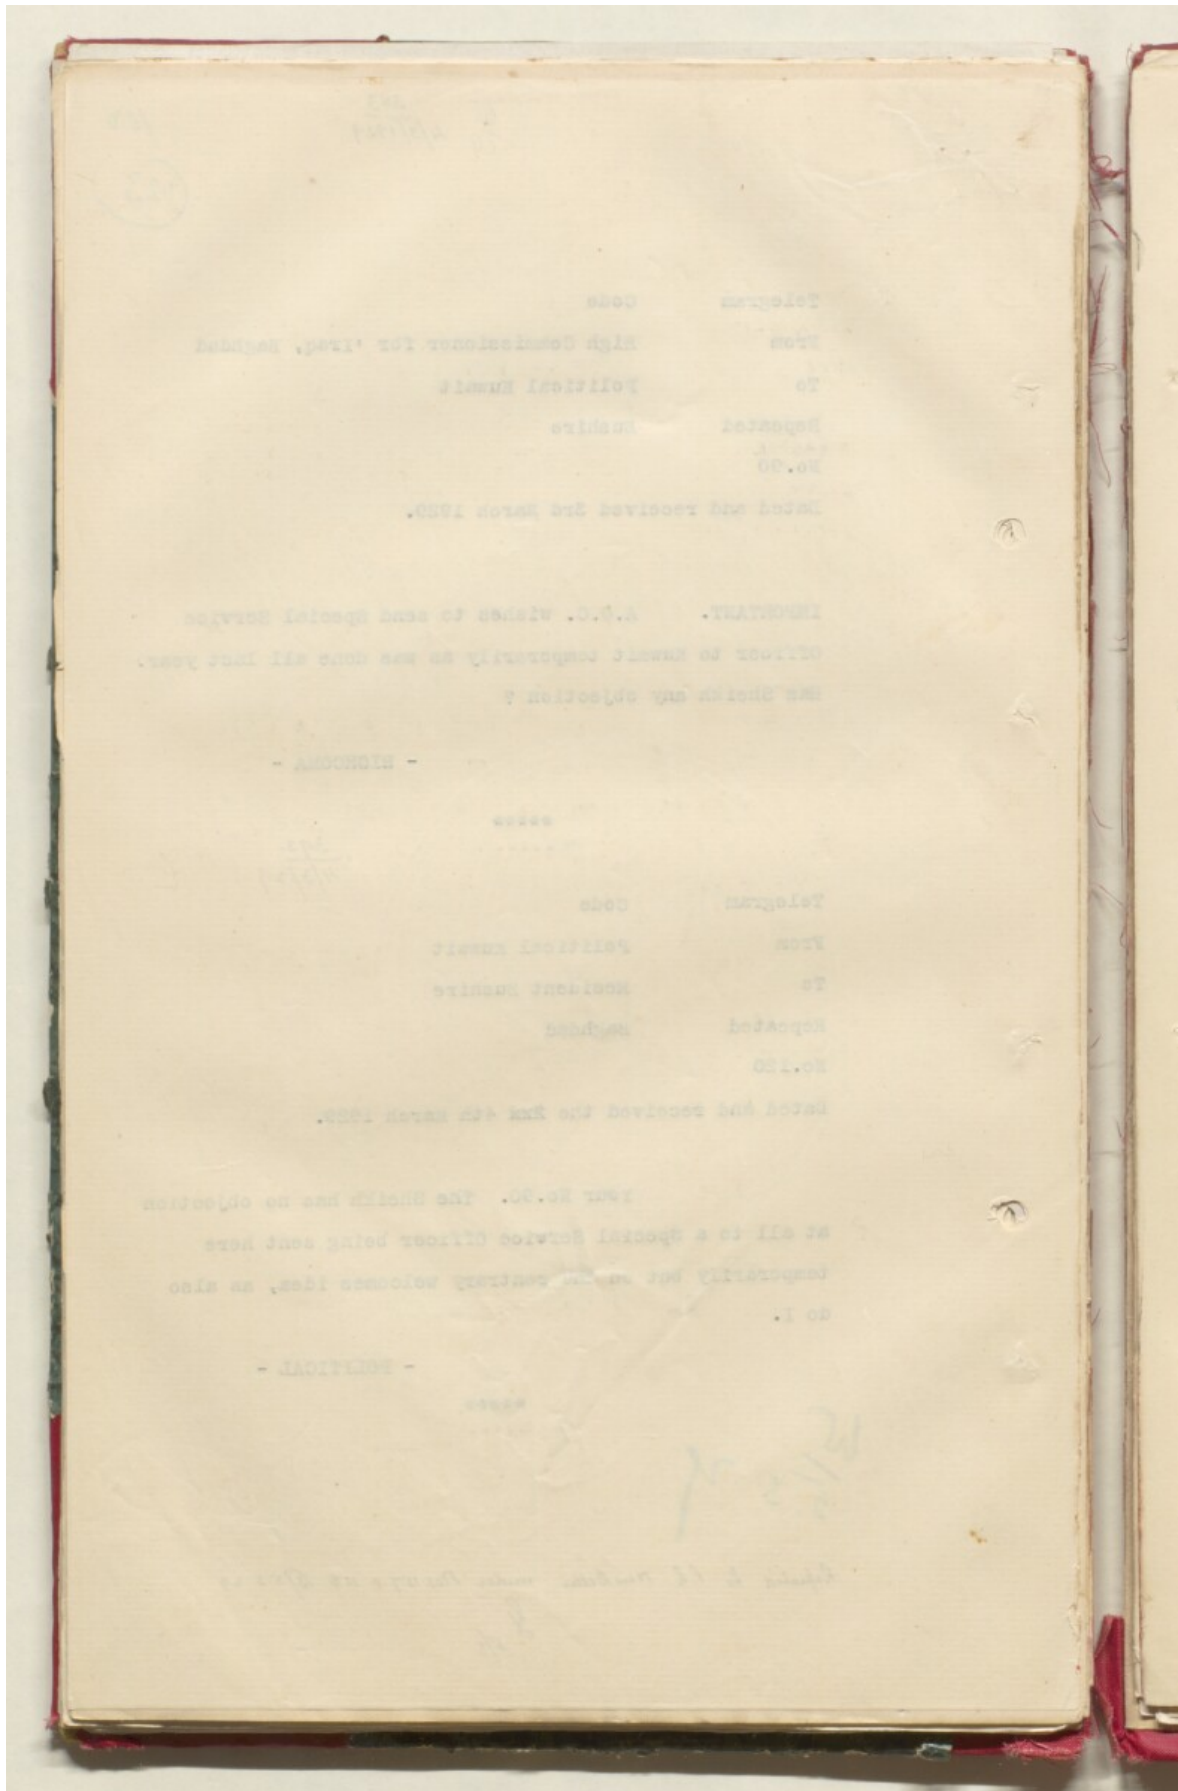 Telegram Code
From High Commissioner for 'Iraq, Baghdad
To Political Kuwait
Repeated Bushire
No.90
Dated and received 3rd March 1929.
IMPORTANT. A.O.C. wishes to send Special Service
Officer to Kuwait temporarily as was done all last year.
Has Sheikh any objection ?
- HIGHCOMA -
Telegram Code
From Political Kuwait
To Resident Bushire
Repeated Baghdad
No.120
Dated and received the 4th March 1929.
Your No.90. The Sheikh has no objection
at all to a Special Service Officer being sent here
temporarily but on the contrary welcomes idea, as also
do I.
- POLITICAL -